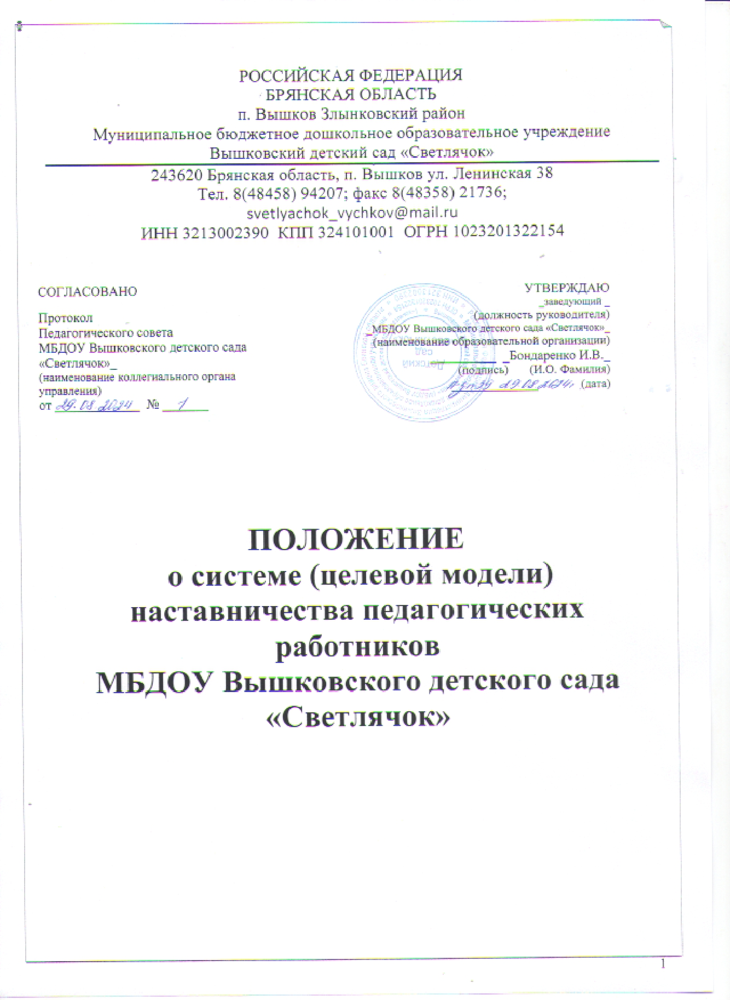 РОССИЙСКАЯ ФЕДЕРАЦИЯ
БРЯНСКАЯ ОБЛАСТЬ
п. Вышков Злынковский район
Муниципальное бюджетное дошкольное образовательное учреждение
Вышковский детский сад «Светлячок»
243620 Брянская область, п. Вышков ул. Ленинская 38
Тел. 8(48458) 94207; факс 8(48358) 21736;
svetlyachok_vychkov@mail.ru
ИНН 3213002390 КПП 324101001 ОГРН 1023201322154
СОГЛАСОВАНО
Протокол
Педагогического совета
МБДОУ Вышковского детского сада
«Светлячок»_
(наименование коллегиального органа
управления)
от 29.08 2024 № 1
УТВЕРЖДАЮ
_заведующий _
(должность руководителя)
_МБДОУ Вышковского детского сада «Светлячок»_
(наименование образовательной организации)
_Бондаренко И.В._
(подпись) (И.О. Фамилия)
29 08 2024г (дата)
Детский
сад
ПОЛОЖЕНИЕ
о системе (целевой модели)
наставничества педагогических
работников
МБДОУ Вышковского детского сада
«Светлячок»
1